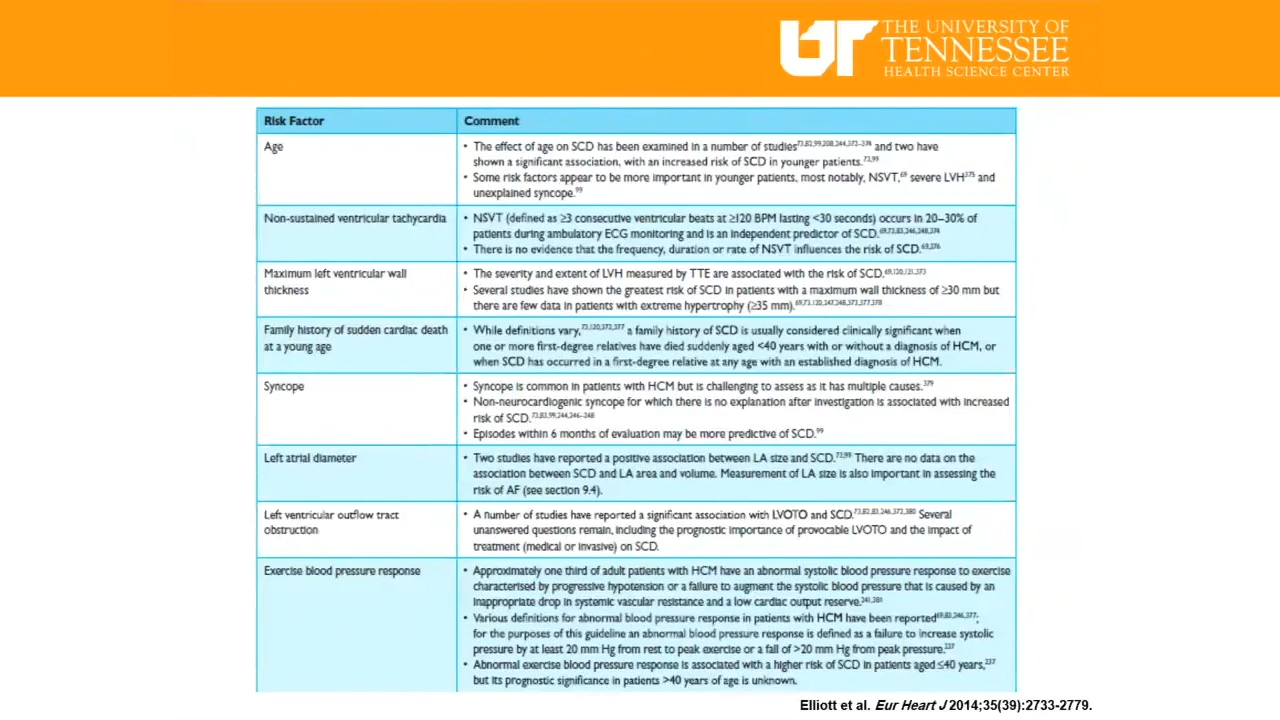 THE UNIVERSITY OF
TENNESSEE
HEALTH SCIENCE CENTER
Risk Factor
Comment
Age
• The effect of age on SCD has been examined in a number of studies and two have
shown a significant association, with an increased risk of SCD in younger patients.73,99
• Some risk factors appear to be more important in younger patients, most notably, NSVT,69 severe LVH375 and
unexplained syncope.99
Non-sustained ventricular tachycardia
• NSVT (defined as ≥3 consecutive ventricular beats at ≥120 BPM lasting <30 seconds) occurs in 20–30% of
patients during ambulatory ECG monitoring and is an independent predictor of SCD.
• There is no evidence that the frequency, duration or rate of NSVT influences the risk of SCD.69,376
Maximum left ventricular wall
thickness
• The severity and extent of LVH measured by TTE are associated with the risk of SCD.
• Several studies have shown the greatest risk of SCD in patients with a maximum wall thickness of ≥30 mm but
there are few data in patients with extreme hypertrophy (≥35 mm).
Family history of sudden cardiac death
at a young age
• While definitions vary, a family history of SCD is usually considered clinically significant when
one or more first-degree relatives have died suddenly aged <40 years with or without a diagnosis of HCM, or
when SCD has occurred in a first-degree relative at any age with an established diagnosis of HCM.
Syncope
• Syncope is common in patients with HCM but is challenging to assess as it has multiple causes.379
• Non-neurocardiogenic syncope for which there is no explanation after investigation is associated with increased
risk of SCD.
• Episodes within 6 months of evaluation may be more predictive of SCD.99
Left atrial diameter
• Two studies have reported a positive association between LA size and SCD.73,99 There are no data on the
association between SCD and LA area and volume. Measurement of LA size is also important in assessing the
risk of AF (see section 9.4).
Left ventricular outflow tract
obstruction
• A number of studies have reported a significant association with LVOTO and SCD. Several
unanswered questions remain, including the prognostic importance of provocable LVOTO and the impact of
treatment (medical or invasive) on SCD.
Exercise blood pressure response
• Approximately one third of adult patients with HCM have an abnormal systolic blood pressure response to exercise
characterised by progressive hypotension or a failure to augment the systolic blood pressure that is caused by an
inappropriate drop in systemic vascular resistance and a low cardiac output reserve.
• Various definitions for abnormal blood pressure response in patients with HCM have been reported;
for the purposes of this guideline an abnormal blood pressure response is defined as a failure to increase systolic
pressure by at least 20 mm Hg from rest to peak exercise or a fall of >20 mm Hg from peak pressure.
• Abnormal exercise blood pressure response is associated with a higher risk of SCD in patients aged ≤40 years,
but its prognostic significance in patients >40 years of age is unknown.
Elliott et al. Eur Heart J 2014;35(39):2733-2779.